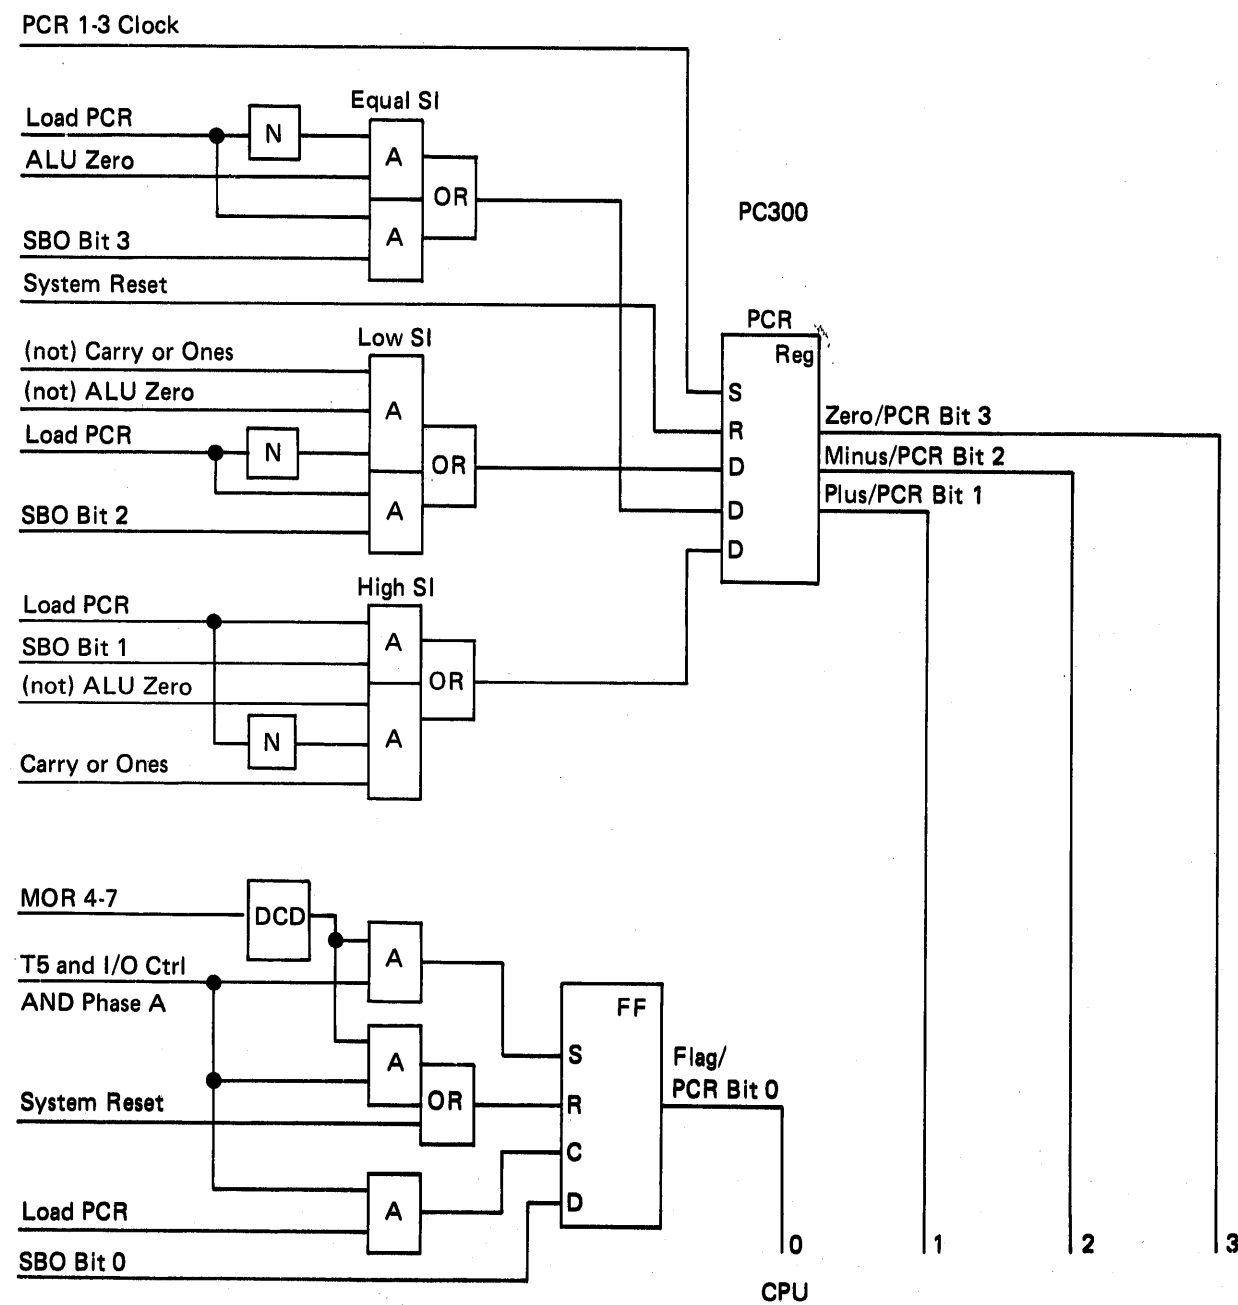 PCR 1-3 Clock
Load PCR
N
Equal SI
A
ALU Zero
OR
A
SBO Bit 3
System Reset
PC300
(not) Carry or Ones
Low SI
(not) ALU Zero
A
Load PCR
N
OR
A
SBO Bit 2
PCR
Reg
S
R
D
D
D
Zero/PCR Bit 3
Minus/PCR Bit 2
Plus/PCR Bit 1
High SI
Load PCR
A
SBO Bit 1
OR
(not) ALU Zero
N
A
Carry or Ones
MOR 4-7
DCD
A
T5 and I/O Ctrl
AND Phase A
A
OR
System Reset
Load PCR
A
SBO Bit 0
FF
S
R
C
D
Flag/
PCR Bit 0
0
1
2
3
CPU